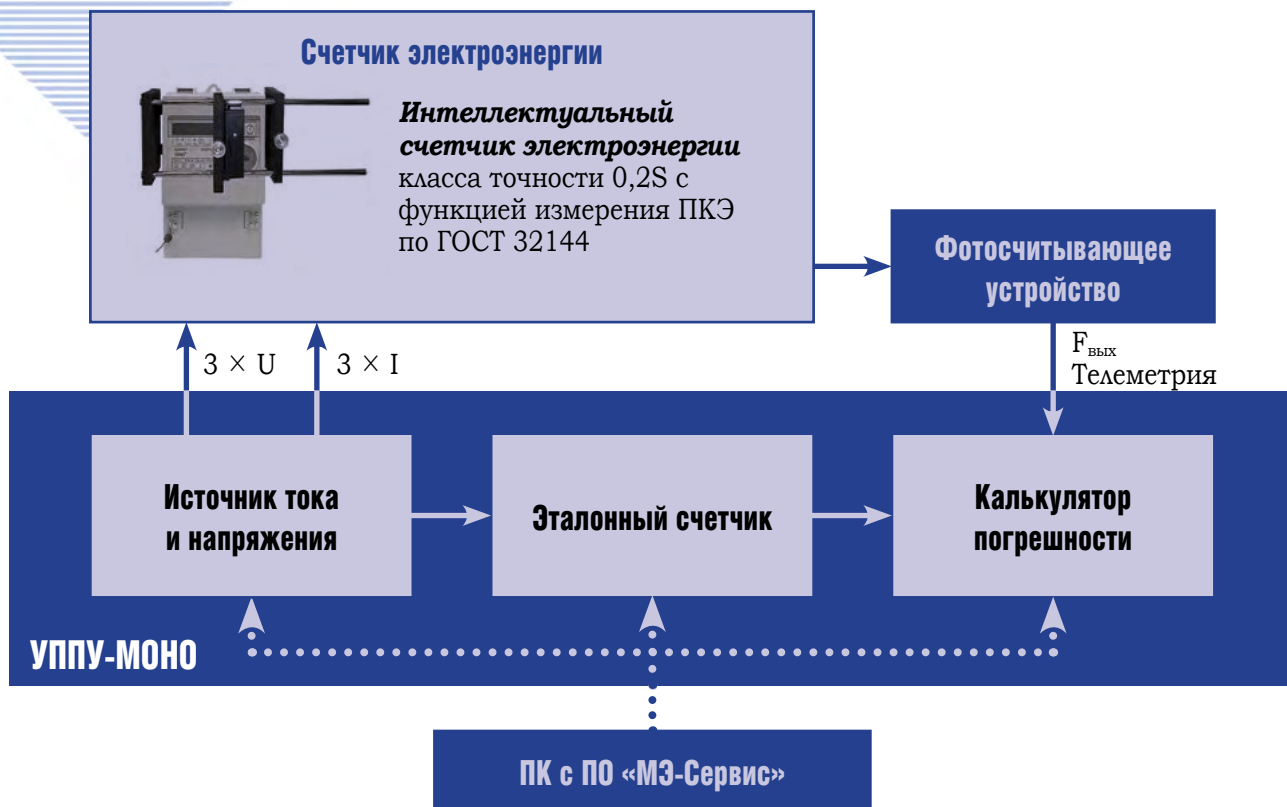 Счетчик электроэнергии
Интеллектуальный
счетчик электроэнергии
класса точности 0,2S с
функцией измерения ПКЭ
по ГОСТ 32144
Фотосчитывающее
устройство
3 × U
3 × I
Fвых
Телеметрия
Источник тока
и напряжения
Эталонный счетчик
Калькулятор
погрешности
УППУ-МОНО
ПК с ПО «МЭ-Сервис»